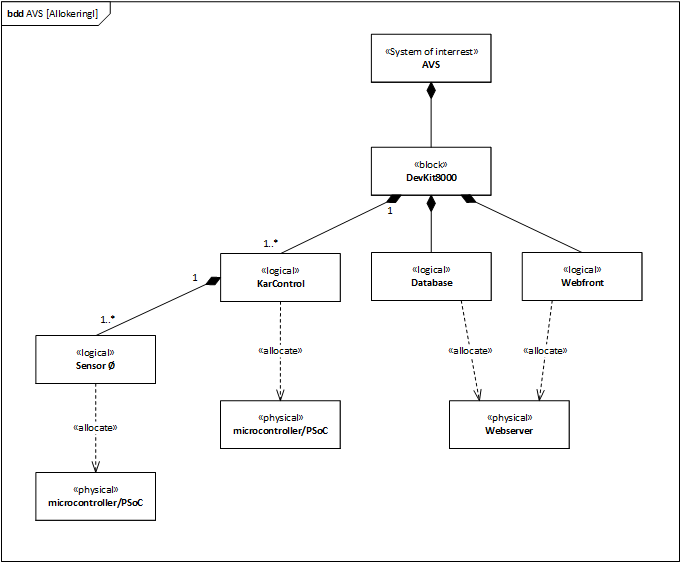 bdd AVS [Allokeringl]
«System of interrest»
AVS
«block»
DevKit8000
1
1..*
«logical»
KarControl
«logical»
Database
«logical»
Webfront
1
1..*
«logical»
Sensor Ø
«allocate»
«allocate»
«allocate»
«allocate»
«physical»
microcontroller/PSoC
«physical»
Webserver
«physical»
microcontroller/PSoC